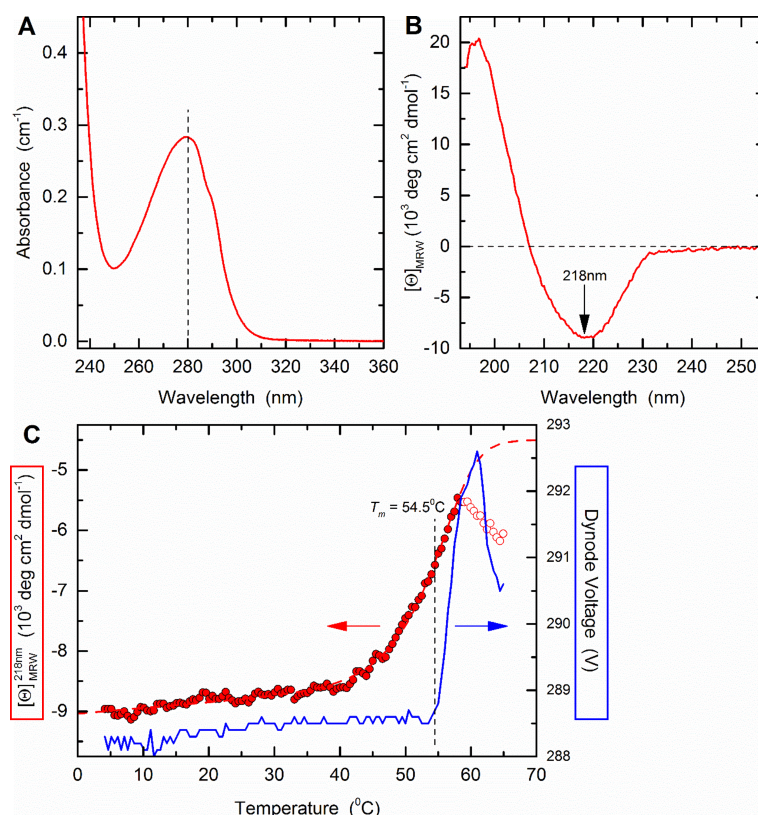 A
0.4
0.3
0.2
0.1
0.0
Absorbance (cm⁻¹)
240 260 280 300 320 340 360
Wavelength (nm)
B
20
15
10
5
0
-5
-10
[Θ]MRW (10³ deg cm² dmol⁻¹)
218nm
200 210 220 230 240 250
Wavelength (nm)
C
-5
-6
-7
-8
-9
[Θ]²¹⁸ⁿᵐMRW (10³ deg cm² dmol⁻¹)
Tm = 54.5⁰C
293
292
291
290
289
288
Dynode Voltage (V)
0 10 20 30 40 50 60 70
Temperature (⁰C)